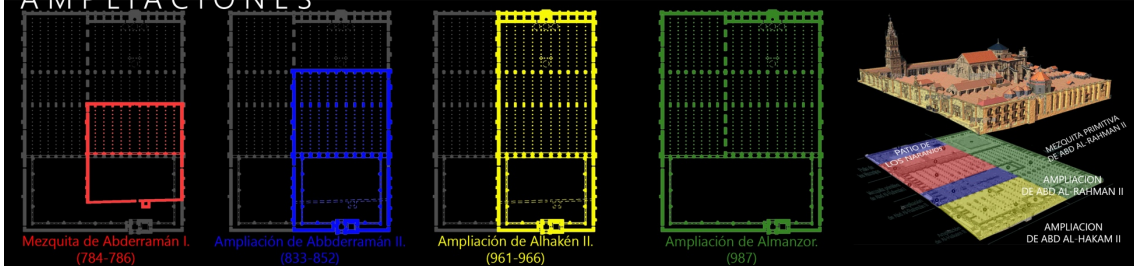 AMPLIACIONES
Mezquita de Abderramán I.
(784-786)
Ampliación de Abbderramán II.
(833-852)
Ampliación de Alhakén II.
(961-966)
Ampliación de Almanzor.
(987)
PATIO DE
LOS NARANJOS
MEZQUITA PRIMITIVA
DE ABD AL-RAHMAN II
AMPLIACION
DE ABD AL-RAHMAN II
AMPLIACION
DE ABD AL-HAKAM II